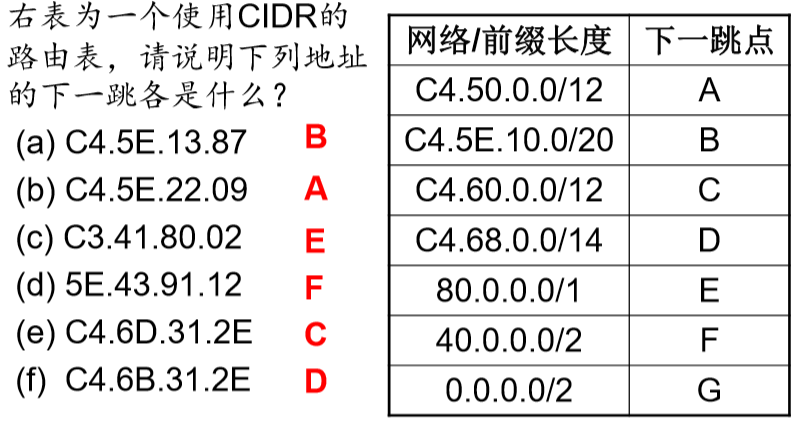 右表为一个使用CIDR的
路由表，请说明下列地址
的下一跳各是什么？
(a) C4.5E.13.87 B
(b) C4.5E.22.09 A
(c) C3.41.80.02 E
(d) 5E.43.91.12 F
(e) C4.6D.31.2E C
(f) C4.6B.31.2E D
网络/前缀长度 下一跳点
C4.50.0.0/12 A
C4.5E.10.0/20 B
C4.60.0.0/12 C
C4.68.0.0/14 D
80.0.0.0/1 E
40.0.0.0/2 F
0.0.0.0/2 G